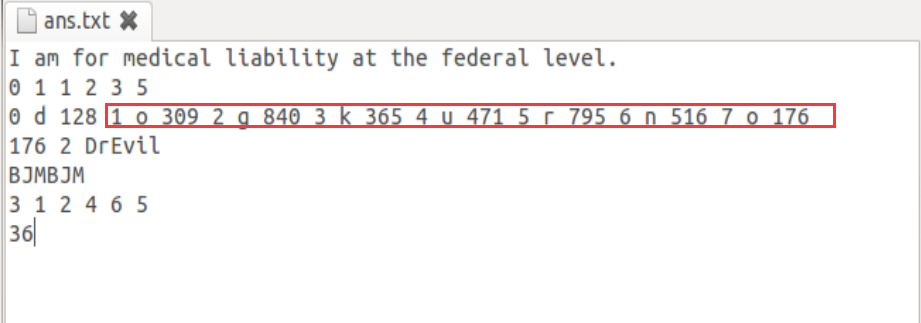 ans.txt
I am for medical liability at the federal level.
0 1 1 2 3 5
0 d 128 1 o 309 2 g 840 3 k 365 4 u 471 5 r 795 6 n 516 7 o 176
176 2 DrEvil
BJMBJM
3 1 2 4 6 5
36